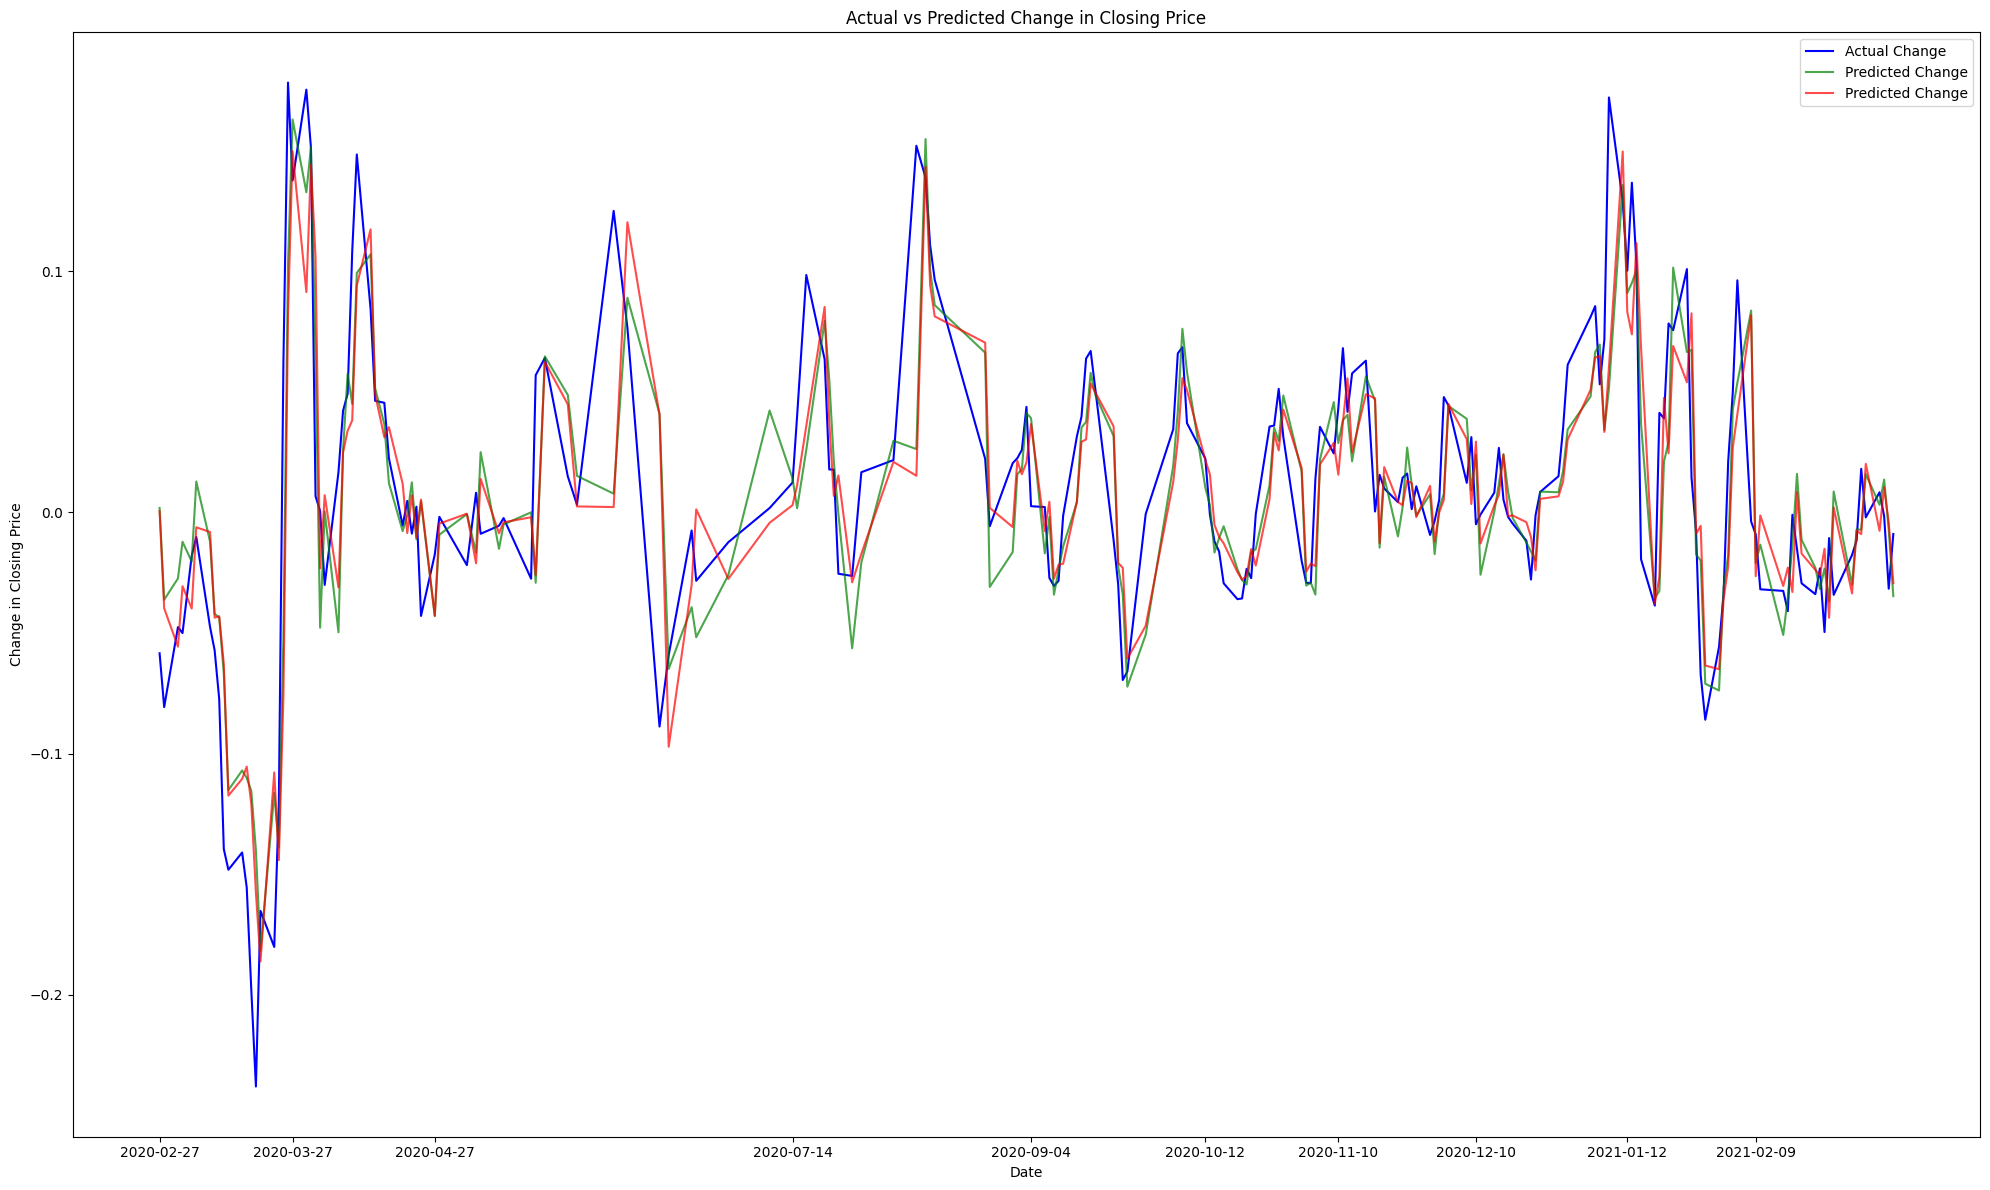 Actual vs Predicted Change in Closing Price
Actual Change
Predicted Change
Predicted Change
Change in Closing Price
0.1
0.0
−0.1
−0.2
2020-02-27
2020-03-27
2020-04-27
2020-07-14
2020-09-04
2020-10-12
2020-11-10
2020-12-10
2021-01-12
2021-02-09
Date